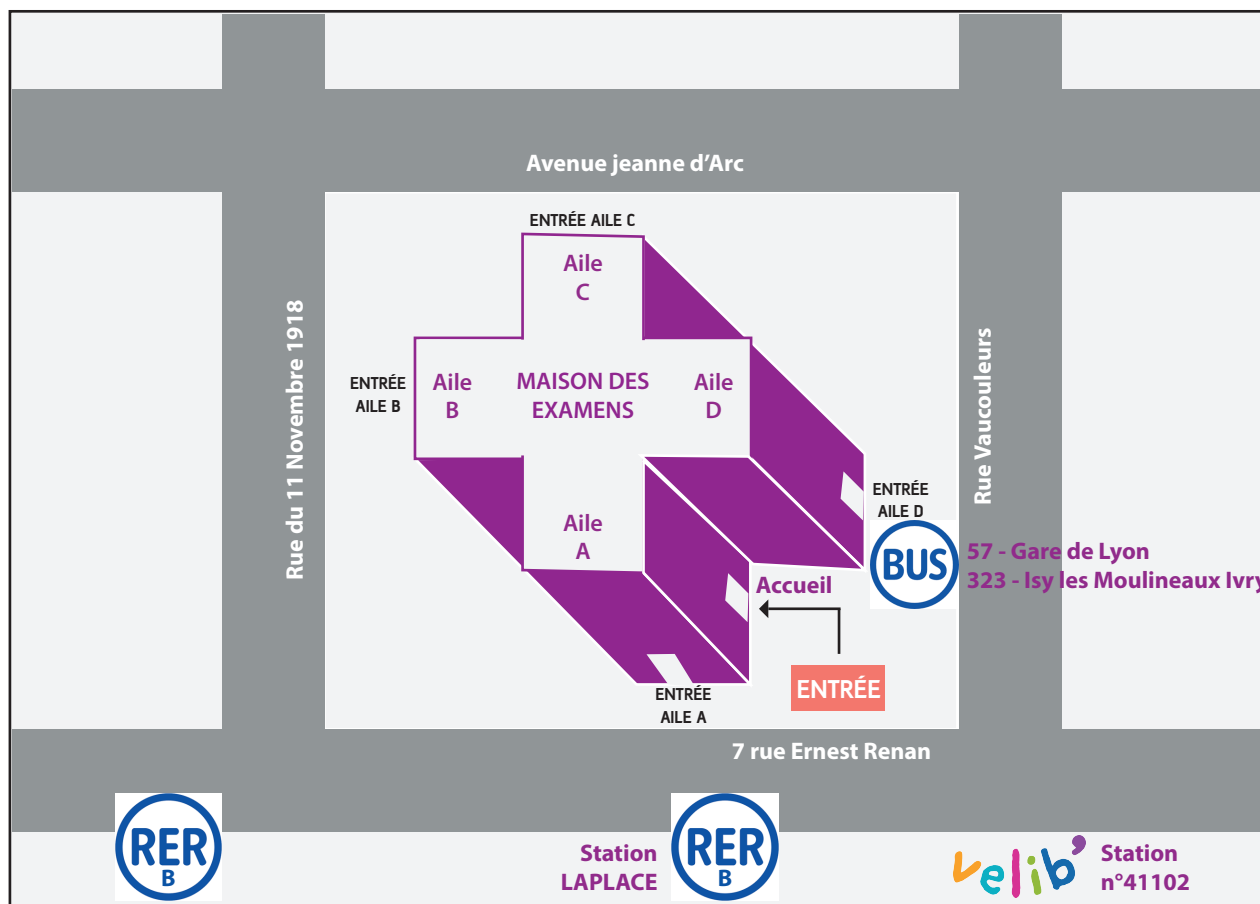 Avenue jeanne d'Arc
ENTRÉE AILE C
Aile
C
Rue du 11 Novembre 1918
ENTRÉE
AILE B
Aile
B
MAISON DES
EXAMENS
Aile
D
Rue Vaucouleurs
ENTRÉE
AILE D
Aile
A
BUS
57 - Gare de Lyon
323 - Isy les Moulineaux Ivry
Accueil
ENTRÉE
ENTRÉE
AILE A
7 rue Ernest Renan
RER
B
Station
LAPLACE
RER
B
velib'
Station
n°41102